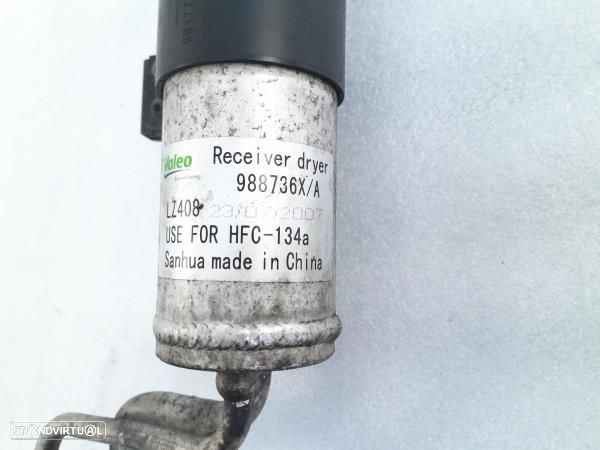 Valeo Receiver dryer
988736X/A
LZ408 23/07/2007
USE FOR HFC-134a
Sanhua made in China
STANDVIRTUAL